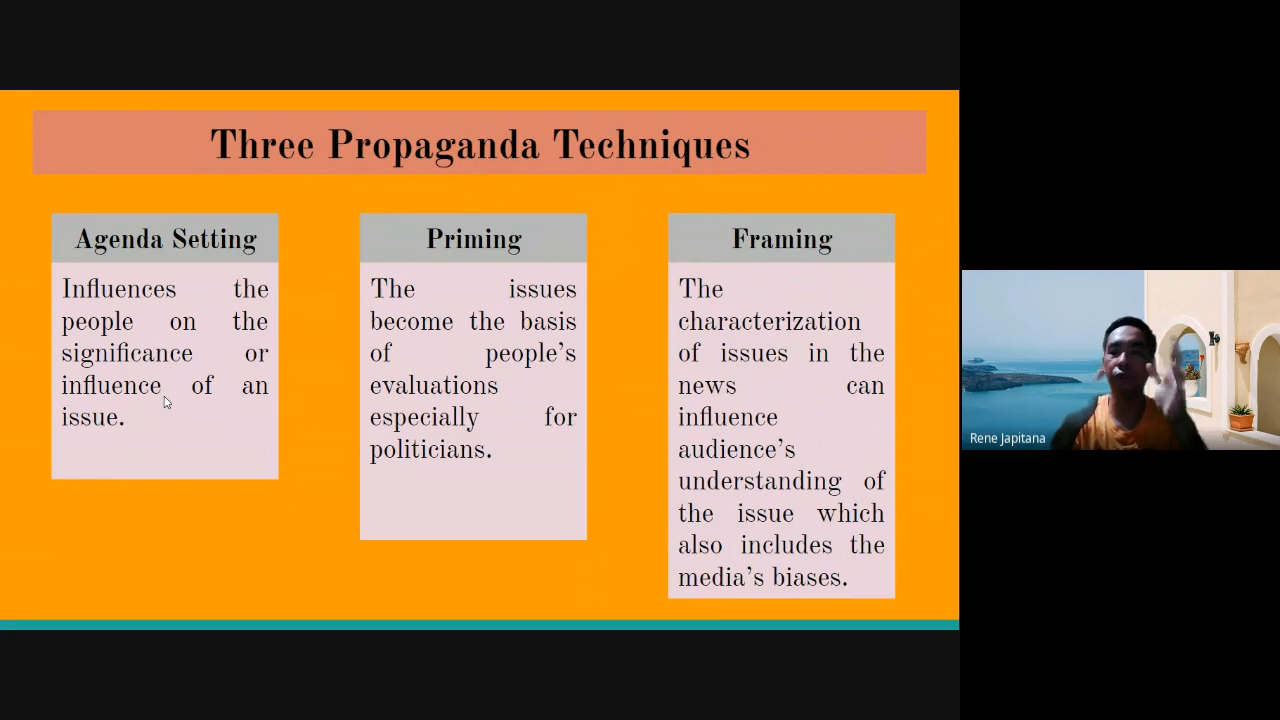 Three Propaganda Techniques
Agenda Setting
Influences the
people on the
significance or
influence of an
issue.
Priming
The issues
become the basis
of people's
evaluations
especially for
politicians.
Framing
The
characterization
of issues in the
news can
influence
audience's
understanding of
the issue which
also includes the
media's biases.
Rene Japitana